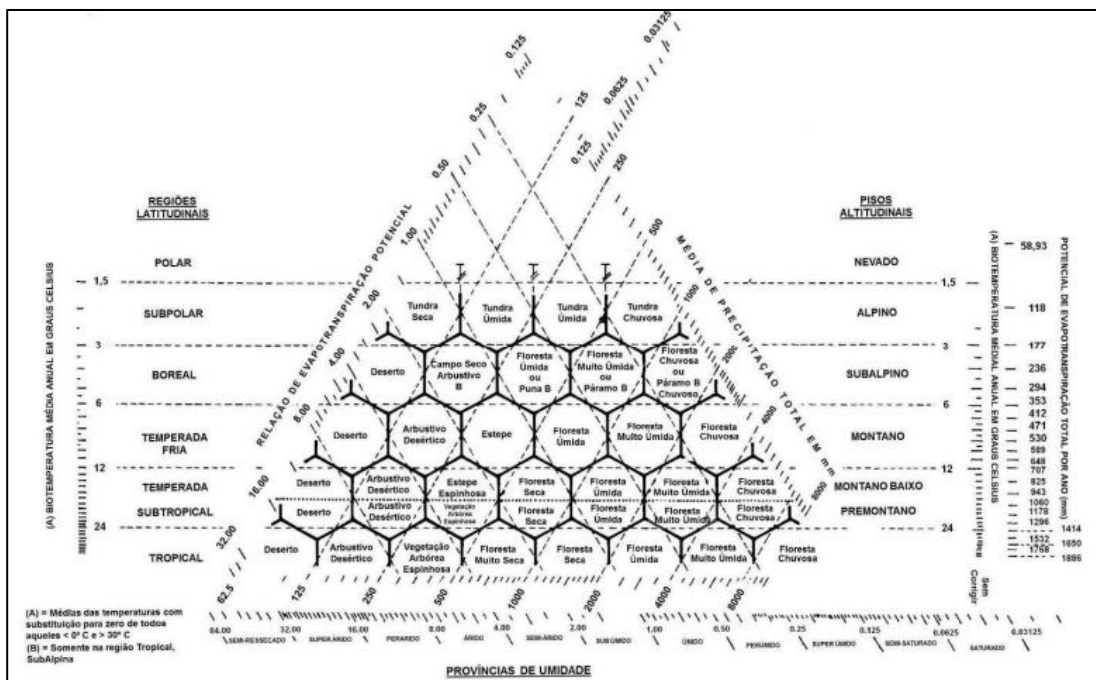 0.125
0.03125
0.25
125
0.0625
0.50
0.125
250
REGIÕES
LATITUDINAIS
PISOS
ALTITUDINAIS
(A) BIOTEMPERATURA MÉDIA ANUAL EM GRAUS CELSIUS
RELAÇÃO DE EVAPOTRANSPIRAÇÃO POTENCIAL
MÉDIA DE PRECIPITAÇÃO TOTAL EM mm
(A) BIOTEMPERATURA MÉDIAL ANUAL EM GRAUS CELSIUS
POTENCIAL DE EVAPOTRANSPIRAÇÃO TOTAL POR ANO (mm)
1.00
500
58,93
POLAR
NEVADO
1,5
1,5
2.00
1000
SUBPOLAR
Tundra
Seca
Tundra
Úmida
Tundra
Úmida
Tundra
Chuvosa
ALPINO
118
3
3
177
4.00
2000
BOREAL
Deserto
Campo Seco
Arbustivo
B
Floresta
Úmida
ou
Puna B
Floresta
Muito Úmida
ou
Páramo B
Floresta
Chuvosa
ou
Páramo B
Chuvoso
SUBALPINO
236
294
353
6
6
8.00
4000
412
471
530
589
648
TEMPERADA
FRIA
Deserto
Arbustivo
Desértico
Estepe
Floresta
Úmida
Floresta
Muito Úmida
Floresta
Chuvosa
MONTANO
12
12
707
16.00
8000
TEMPERADA
Deserto
Arbustivo
Desértico
Estepe
Espinhosa
Floresta
Seca
Floresta
Úmida
Floresta
Muito Úmida
Floresta
Chuvosa
MONTANO BAIXO
825
943
1060
1178
1296
SUBTROPICAL
Deserto
Arbustivo
Desértico
Vegetação
Arbórea
Espinhosa
Floresta
Seca
Floresta
Úmida
Floresta
Muito Úmida
Floresta
Chuvosa
PREMONTANO
24
24
1414
32.00
1532
1650
1768
1886
TROPICAL
Deserto
Arbustivo
Desértico
Vegetação
Arbórea
Espinhosa
Floresta
Muito Seca
Floresta
Seca
Floresta
Úmida
Floresta
Muito Úmida
Floresta
Chuvosa
Sem
Corrigir
62.5
125
250
500
1000
2000
4000
8000
(A) = Médias das temperaturas com
substituição para zero de todos
aqueles < 0º C e > 30º C
(B) = Somente na região Tropical,
SubAlpina
64.00
32.00
16.00
8.00
4.00
2.00
1.00
0.50
0.25
0.125
0.0625
0.03125
SEMI-RESSECADO
SUPER ÁRIDO
PERARIDO
ÁRIDO
SEMI-ÁRIDO
SUB ÚMIDO
ÚMIDO
PERUMIDO
SUPER ÚMIDO
SEMI-SATURADO
SATURADO
PROVÍNCIAS DE UMIDADE